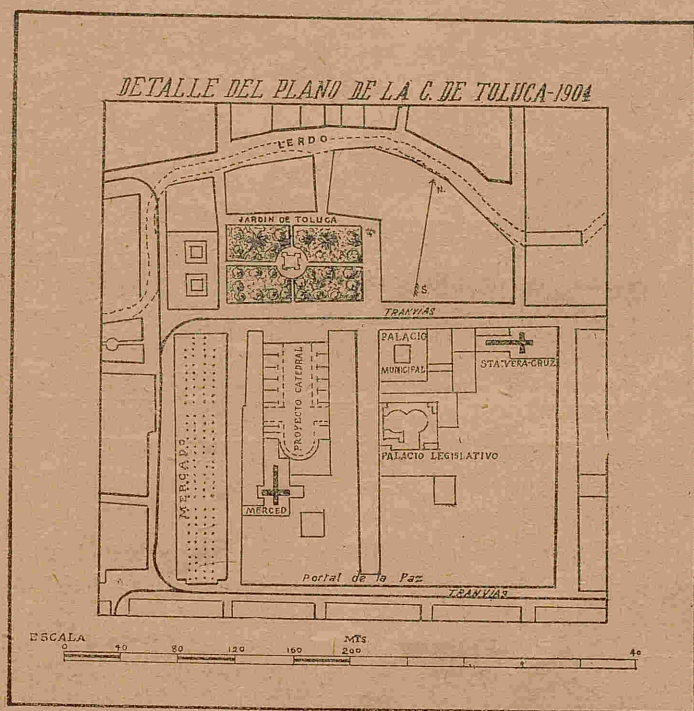 DETALLE DEL PLANO DE LA C. DE TOLUCA-1904
LERDO
N.
JARDIN DE TOLUCA
S.
TRANVIAS
PALACIO
MUNICIPAL
STA. VERA-CRUZ
PROYECTO CATEDRAL
MERCADO
PALACIO LEGISLATIVO
MERCED
Portal de la Paz
TRANVIAS
ESCALA
MTS
0 40 80 120 160 200 40